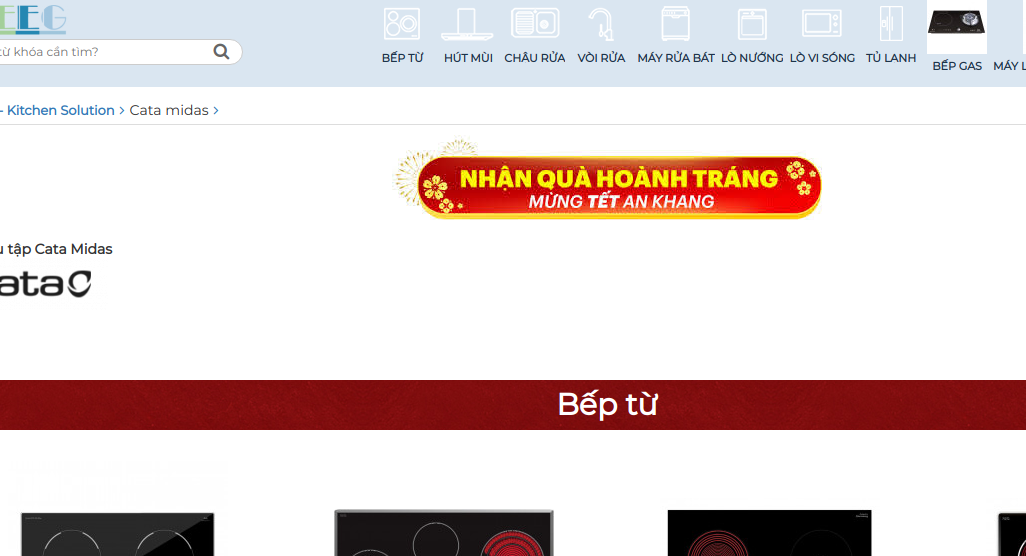 EEG
từ khóa cần tìm?
BẾP TỪ
HÚT MÙI
CHẬU RỬA
VÒI RỬA
MÁY RỬA BÁT
LÒ NƯỚNG
LÒ VI SÓNG
TỦ LẠNH
BẾP GAS
MÁY L
- Kitchen Solution > Cata midas >
NHẬN QUÀ HOÀNH TRÁNG
MỪNG TẾT AN KHANG
u tập Cata Midas
ata
Bếp từ